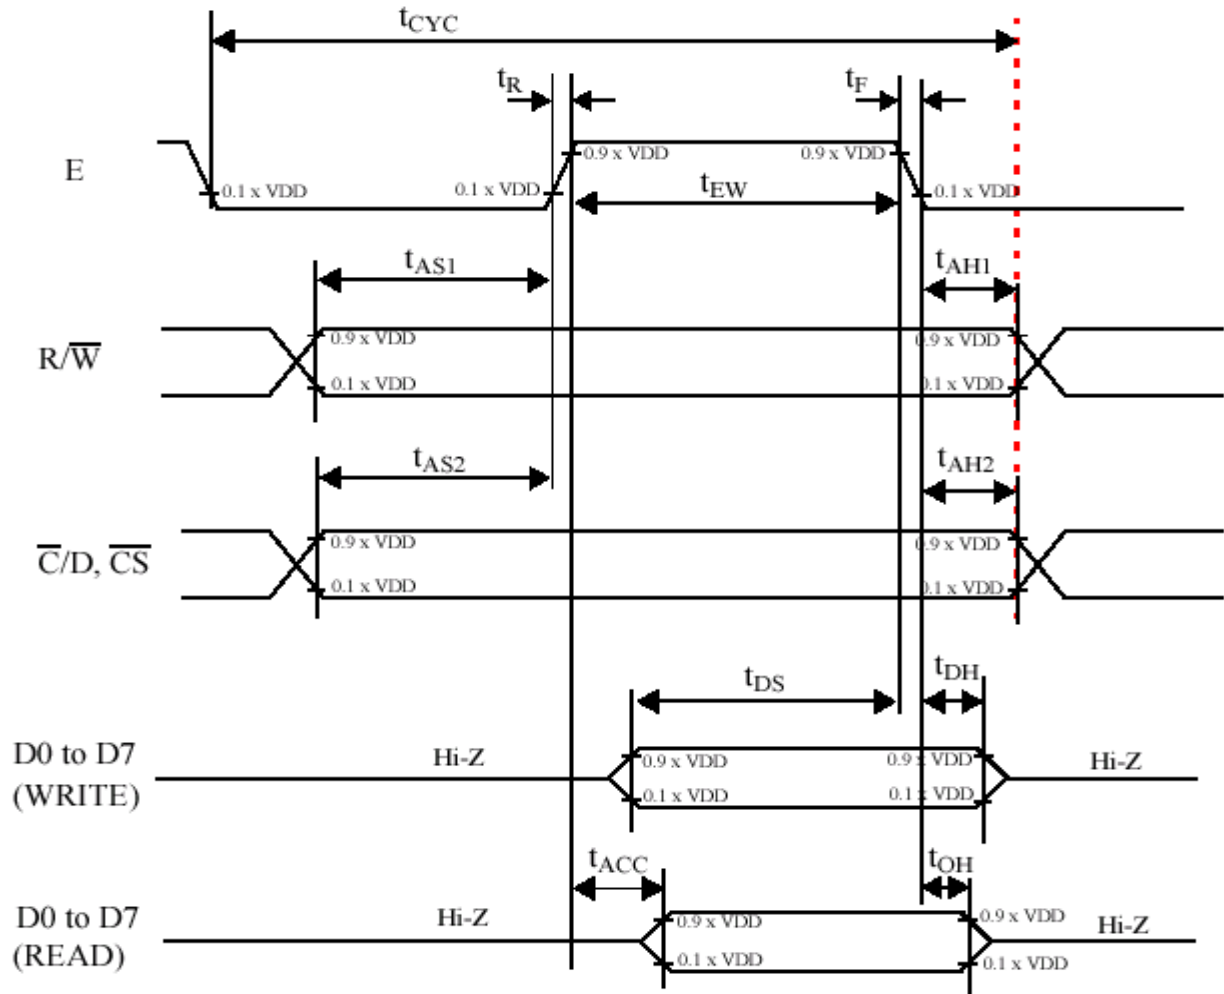 tCYC
tR tF
E 0.1 x VDD 0.1 x VDD 0.9 x VDD 0.9 x VDD 0.1 x VDD
tEW
tAS1 tAH1
R/W̅ 0.9 x VDD 0.9 x VDD
0.1 x VDD 0.1 x VDD
tAS2 tAH2
C̅/D, C̅S̅ 0.9 x VDD 0.9 x VDD
0.1 x VDD 0.1 x VDD
tDS tDH
D0 to D7 Hi-Z 0.9 x VDD 0.9 x VDD Hi-Z
(WRITE) 0.1 x VDD 0.1 x VDD
tACC tOH
D0 to D7 Hi-Z 0.9 x VDD 0.9 x VDD Hi-Z
(READ) 0.1 x VDD 0.1 x VDD